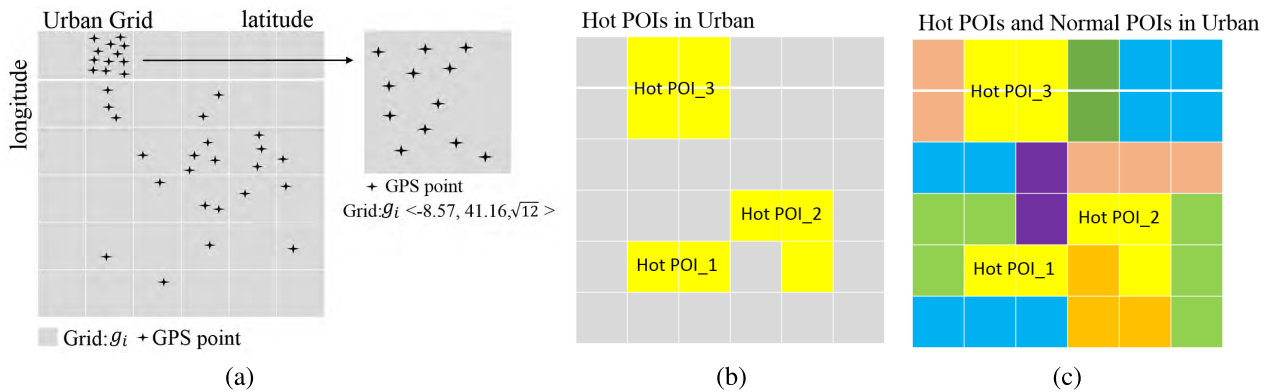 Urban Grid
latitude
longitude
GPS point
Grid:gᵢ <-8.57, 41.16,√12 >
Grid:gᵢ GPS point
(a)
Hot POIs in Urban
Hot POI_3
Hot POI_2
Hot POI_1
(b)
Hot POIs and Normal POIs in Urban
Hot POI_3
Hot POI_2
Hot POI_1
(c)